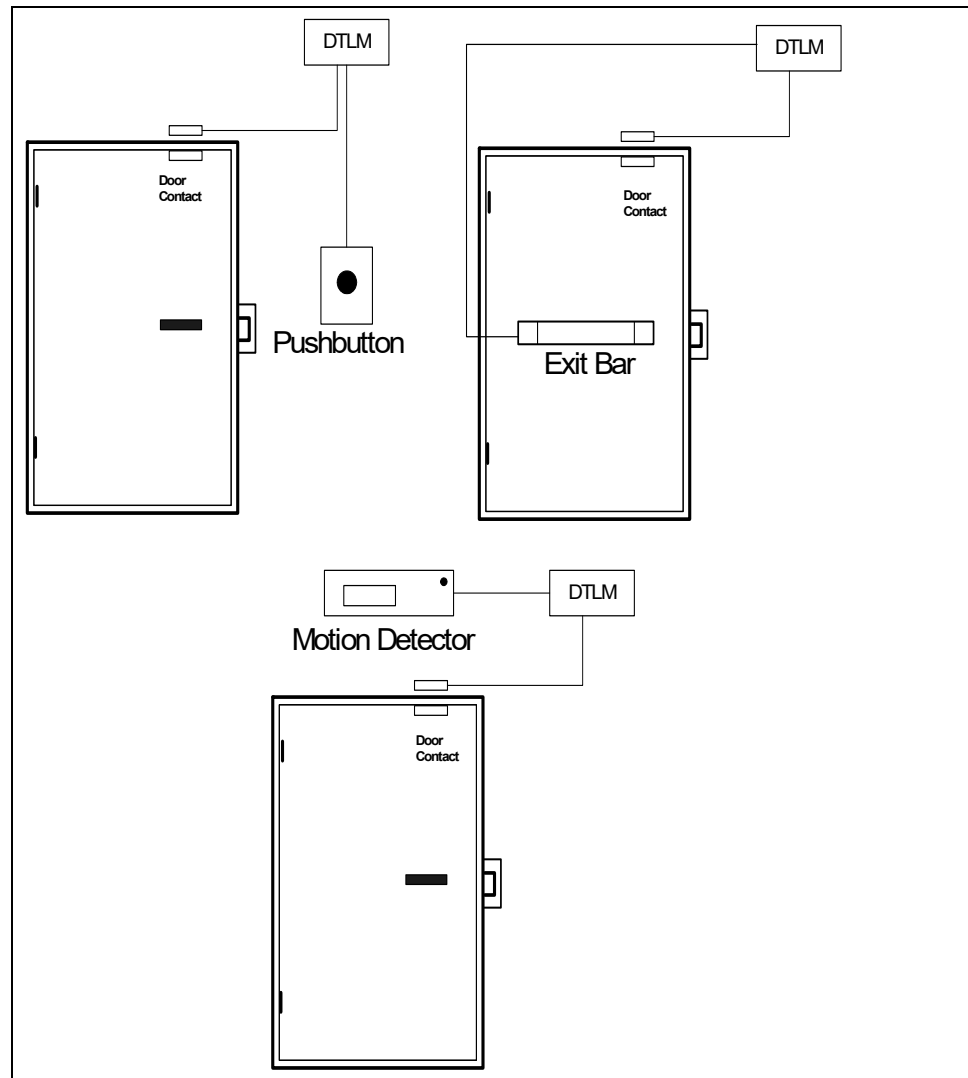 DTLM
DTLM
Door
Contact
Door
Contact
Pushbutton
Exit Bar
DTLM
Motion Detector
Door
Contact